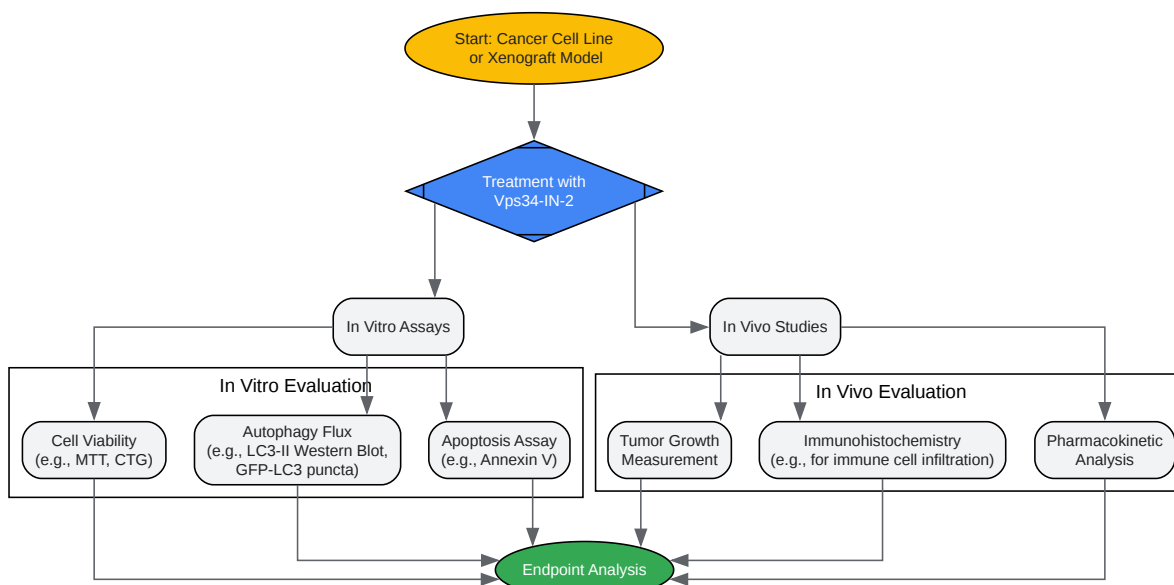 Start: Cancer Cell Line
or Xenograft Model
Treatment with
Vps34-IN-2
In Vitro Assays
In Vivo Studies
In Vitro Evaluation
In Vivo Evaluation
Cell Viability
(e.g., MTT, CTG)
Autophagy Flux
(e.g., LC3-II Western Blot,
GFP-LC3 puncta)
Apoptosis Assay
(e.g., Annexin V)
Tumor Growth
Measurement
Immunohistochemistry
(e.g., for immune cell infiltration)
Pharmacokinetic
Analysis
Endpoint Analysis